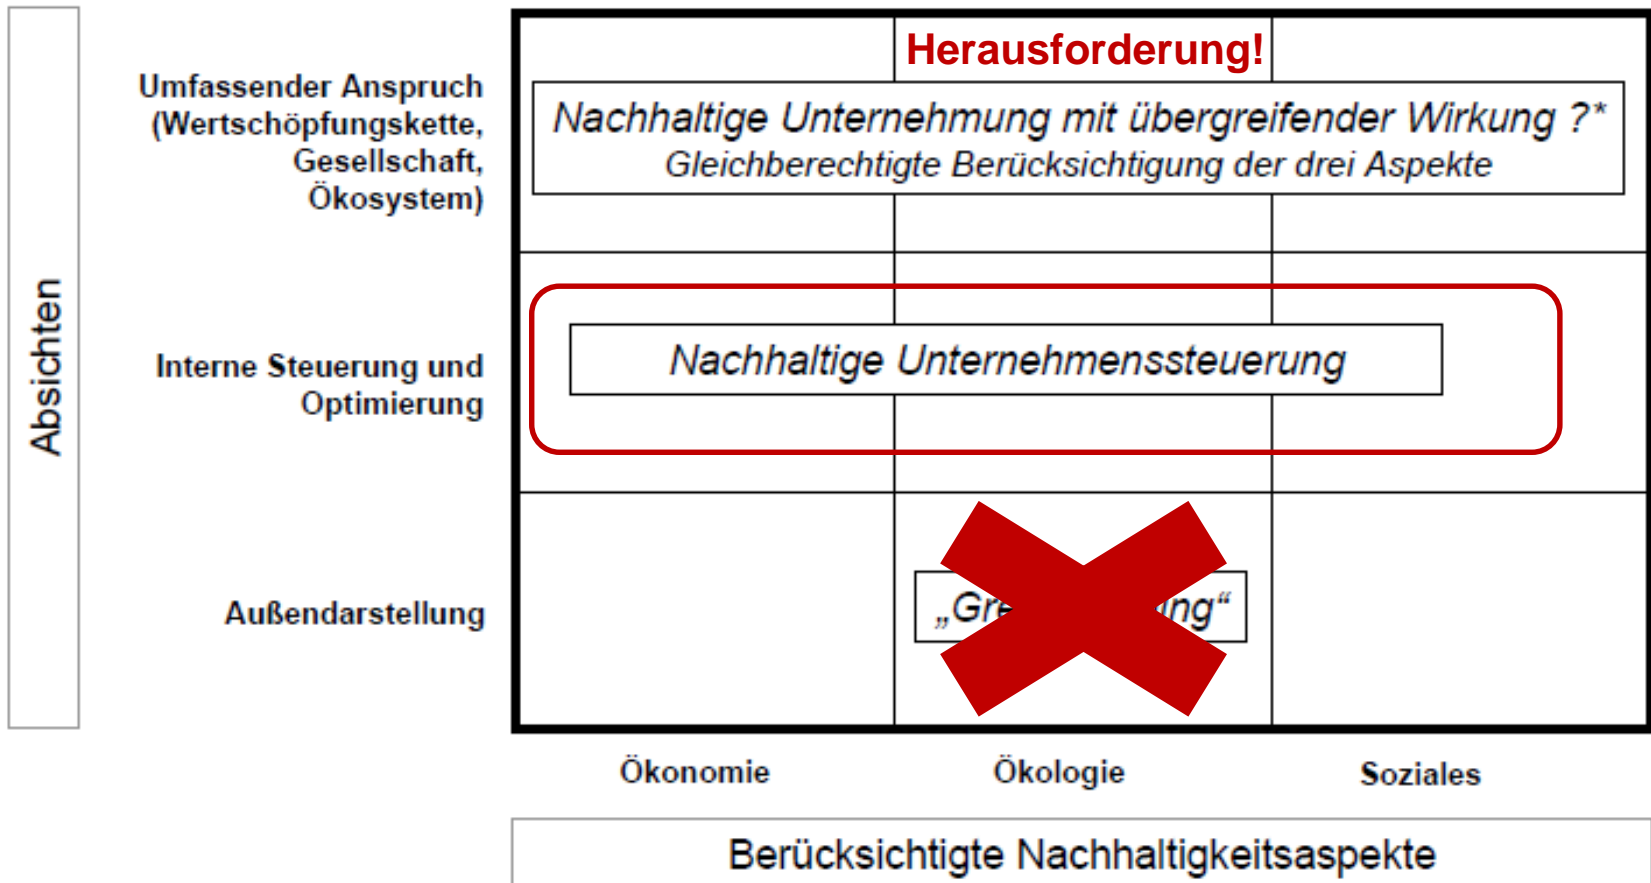 Herausforderung!
Umfassender Anspruch
(Wertschöpfungskette,
Gesellschaft,
Ökosystem)
Nachhaltige Unternehmung mit übergreifender Wirkung ?*
Gleichberechtigte Berücksichtigung der drei Aspekte
Absichten
Interne Steuerung und
Optimierung
Nachhaltige Unternehmenssteuerung
Außendarstellung
Ökonomie
Ökologie
Soziales
Berücksichtigte Nachhaltigkeitsaspekte